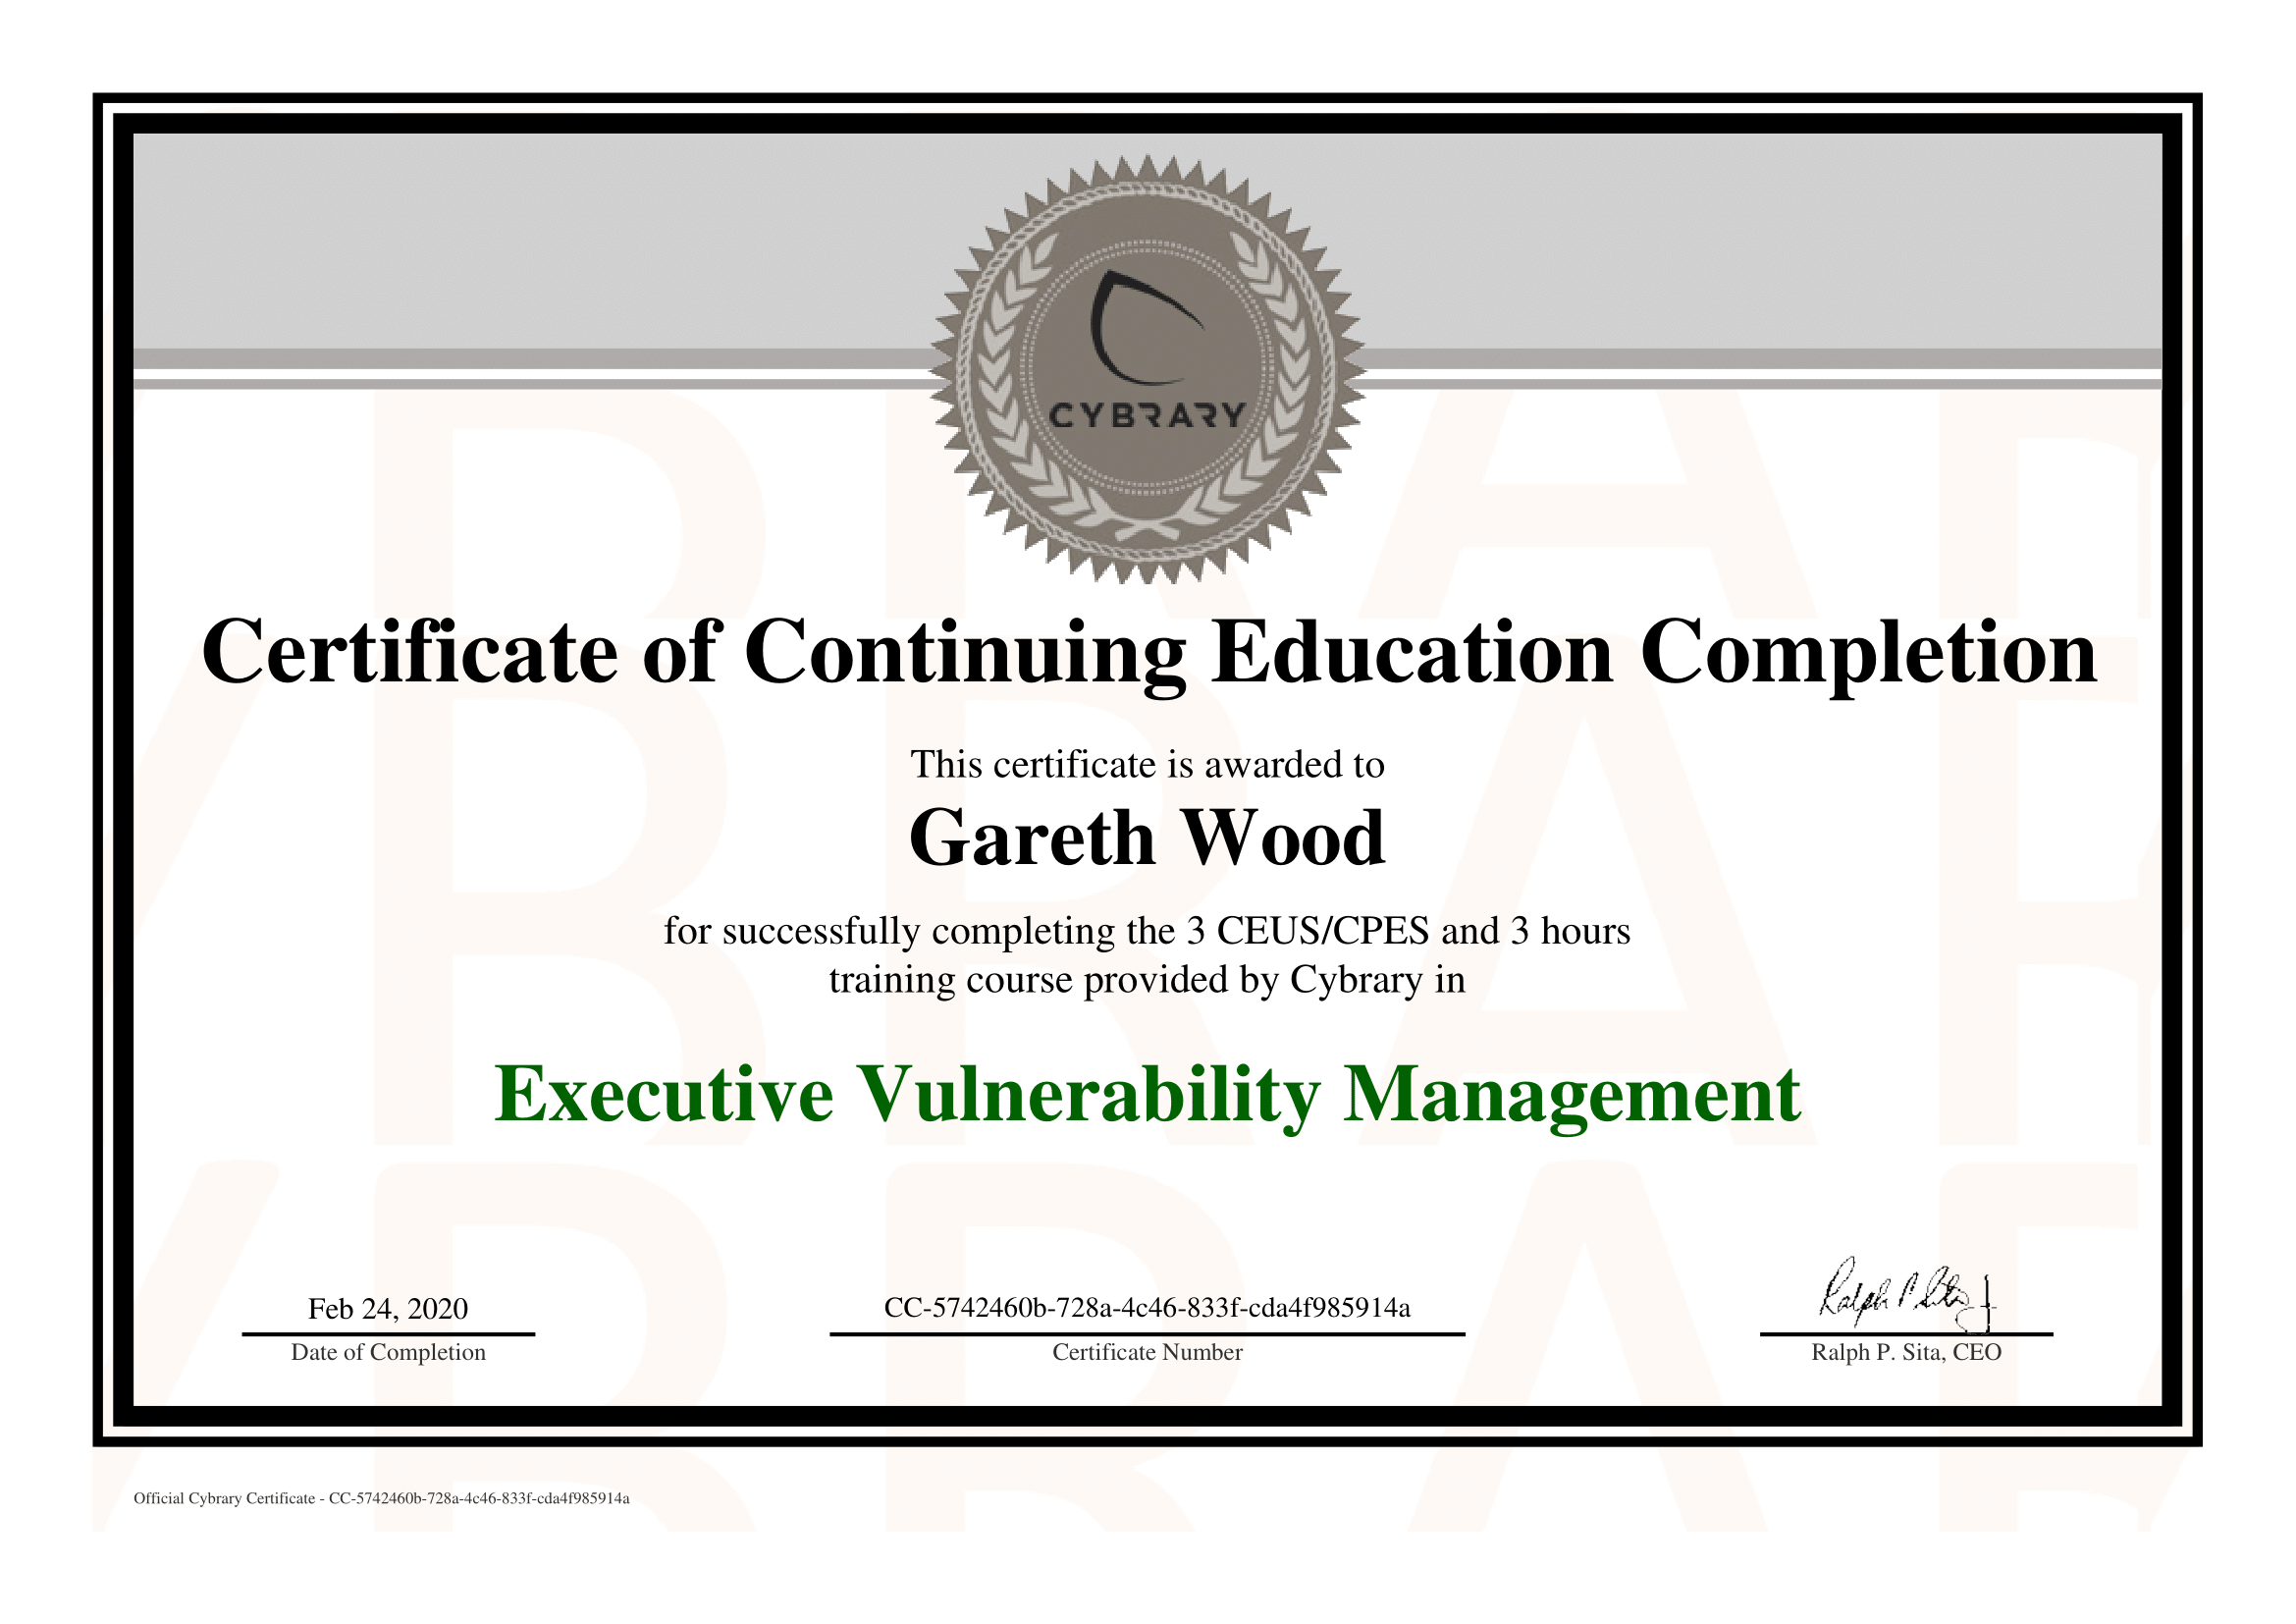 CYBRARY
Certificate of Continuing Education Completion
This certificate is awarded to
Gareth Wood
for successfully completing the 3 CEUS/CPES and 3 hours
training course provided by Cybrary in
Executive Vulnerability Management
Feb 24, 2020
Date of Completion
CC-5742460b-728a-4c46-833f-cda4f985914a
Certificate Number
Ralph P. Sita, CEO
Official Cybrary Certificate - CC-5742460b-728a-4c46-833f-cda4f985914a